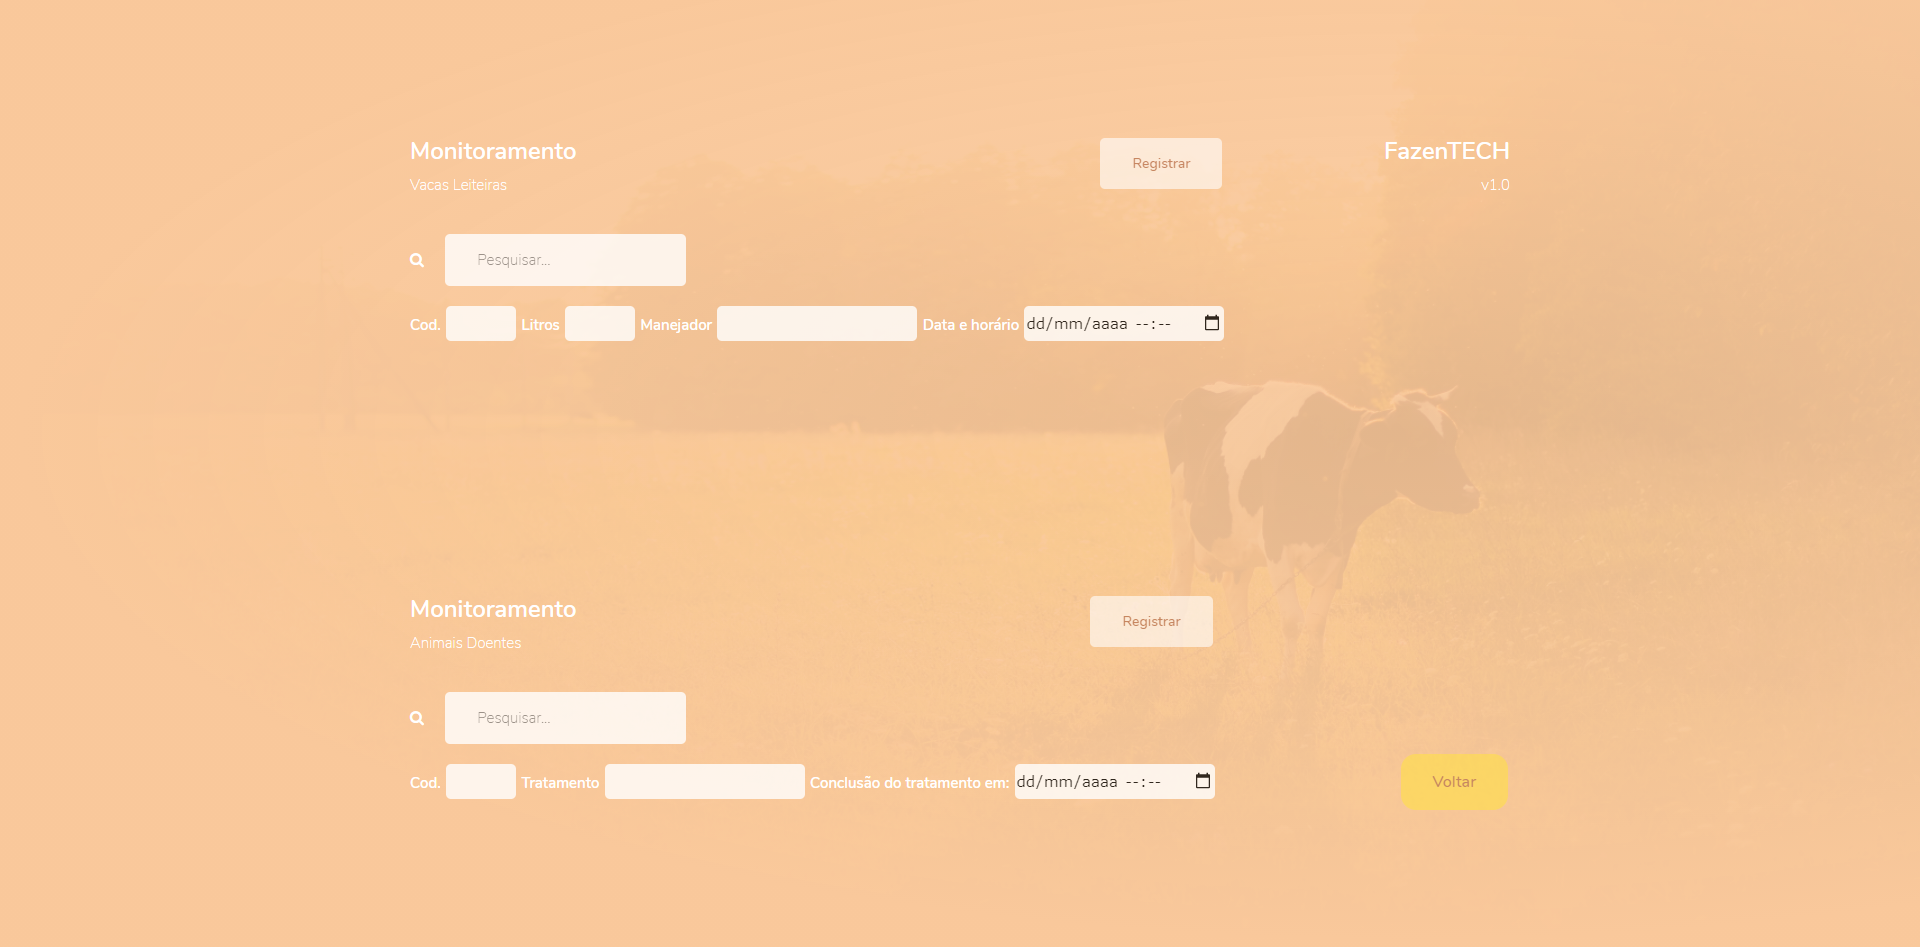 Monitoramento
Vacas Leiteiras
Registrar
FazenTECH
v1.0
Pesquisar...
Cod. Litros Manejador Data e horário dd/mm/aaaa --:--
Monitoramento
Animais Doentes
Registrar
Pesquisar...
Cod. Tratamento Conclusão do tratamento em: dd/mm/aaaa --:--
Voltar